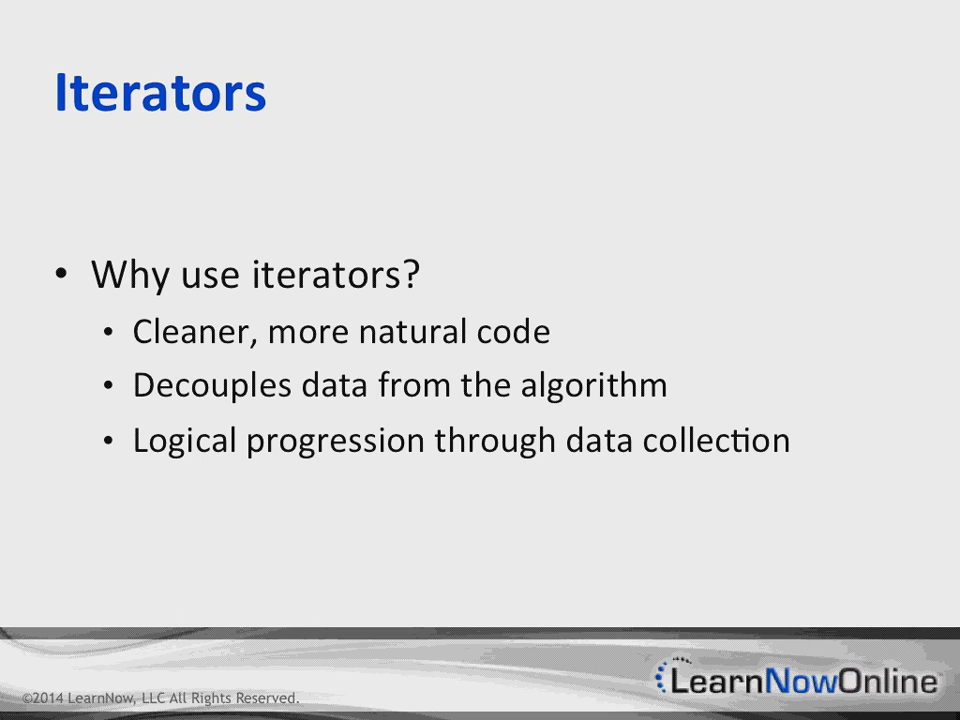 Iterators
• Why use iterators?
• Cleaner, more natural code
• Decouples data from the algorithm
• Logical progression through data collection
©2014 LearnNow, LLC All Rights Reserved.
LearnNowOnline